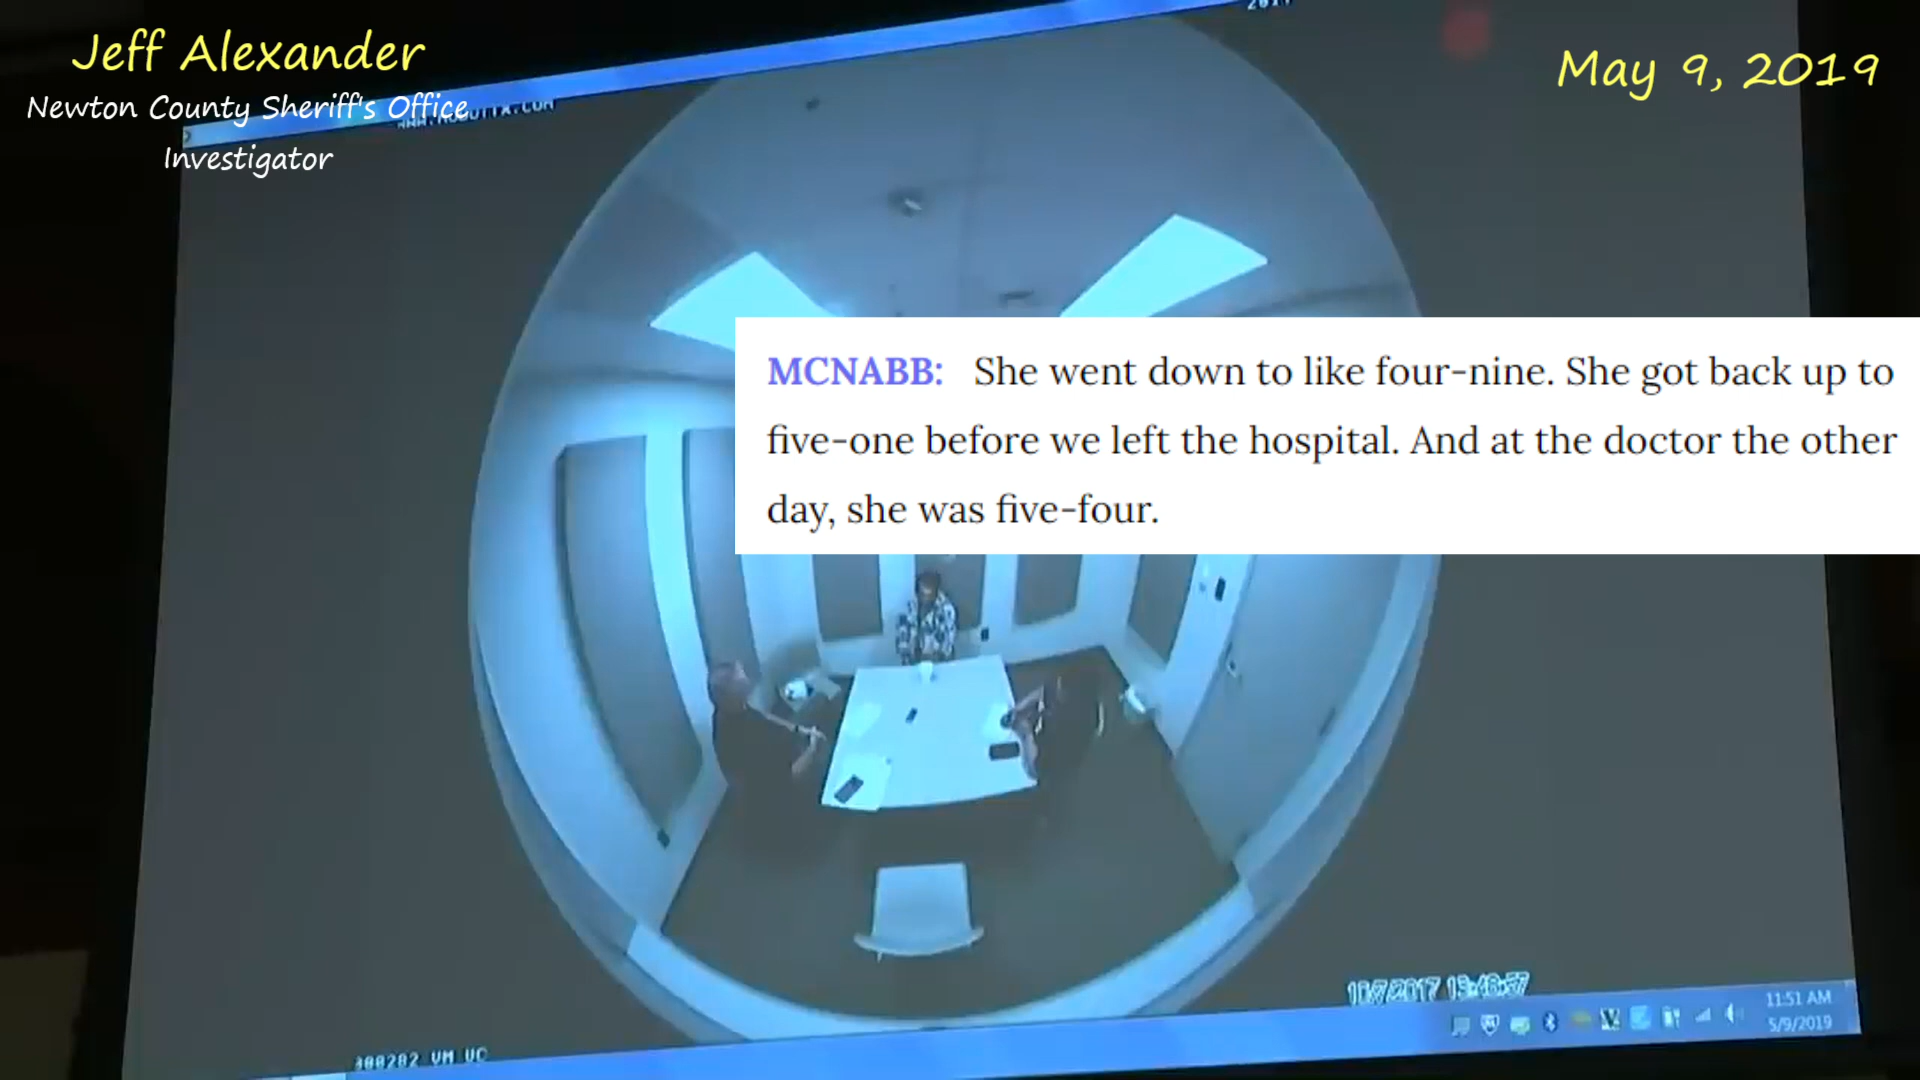 Jeff Alexander
Newton County Sheriff's Office
Investigator
May 9, 2019
MCNABB: She went down to like four-nine. She got back up to
five-one before we left the hospital. And at the doctor the other
day, she was five-four.
11:51 AM
5/9/2019